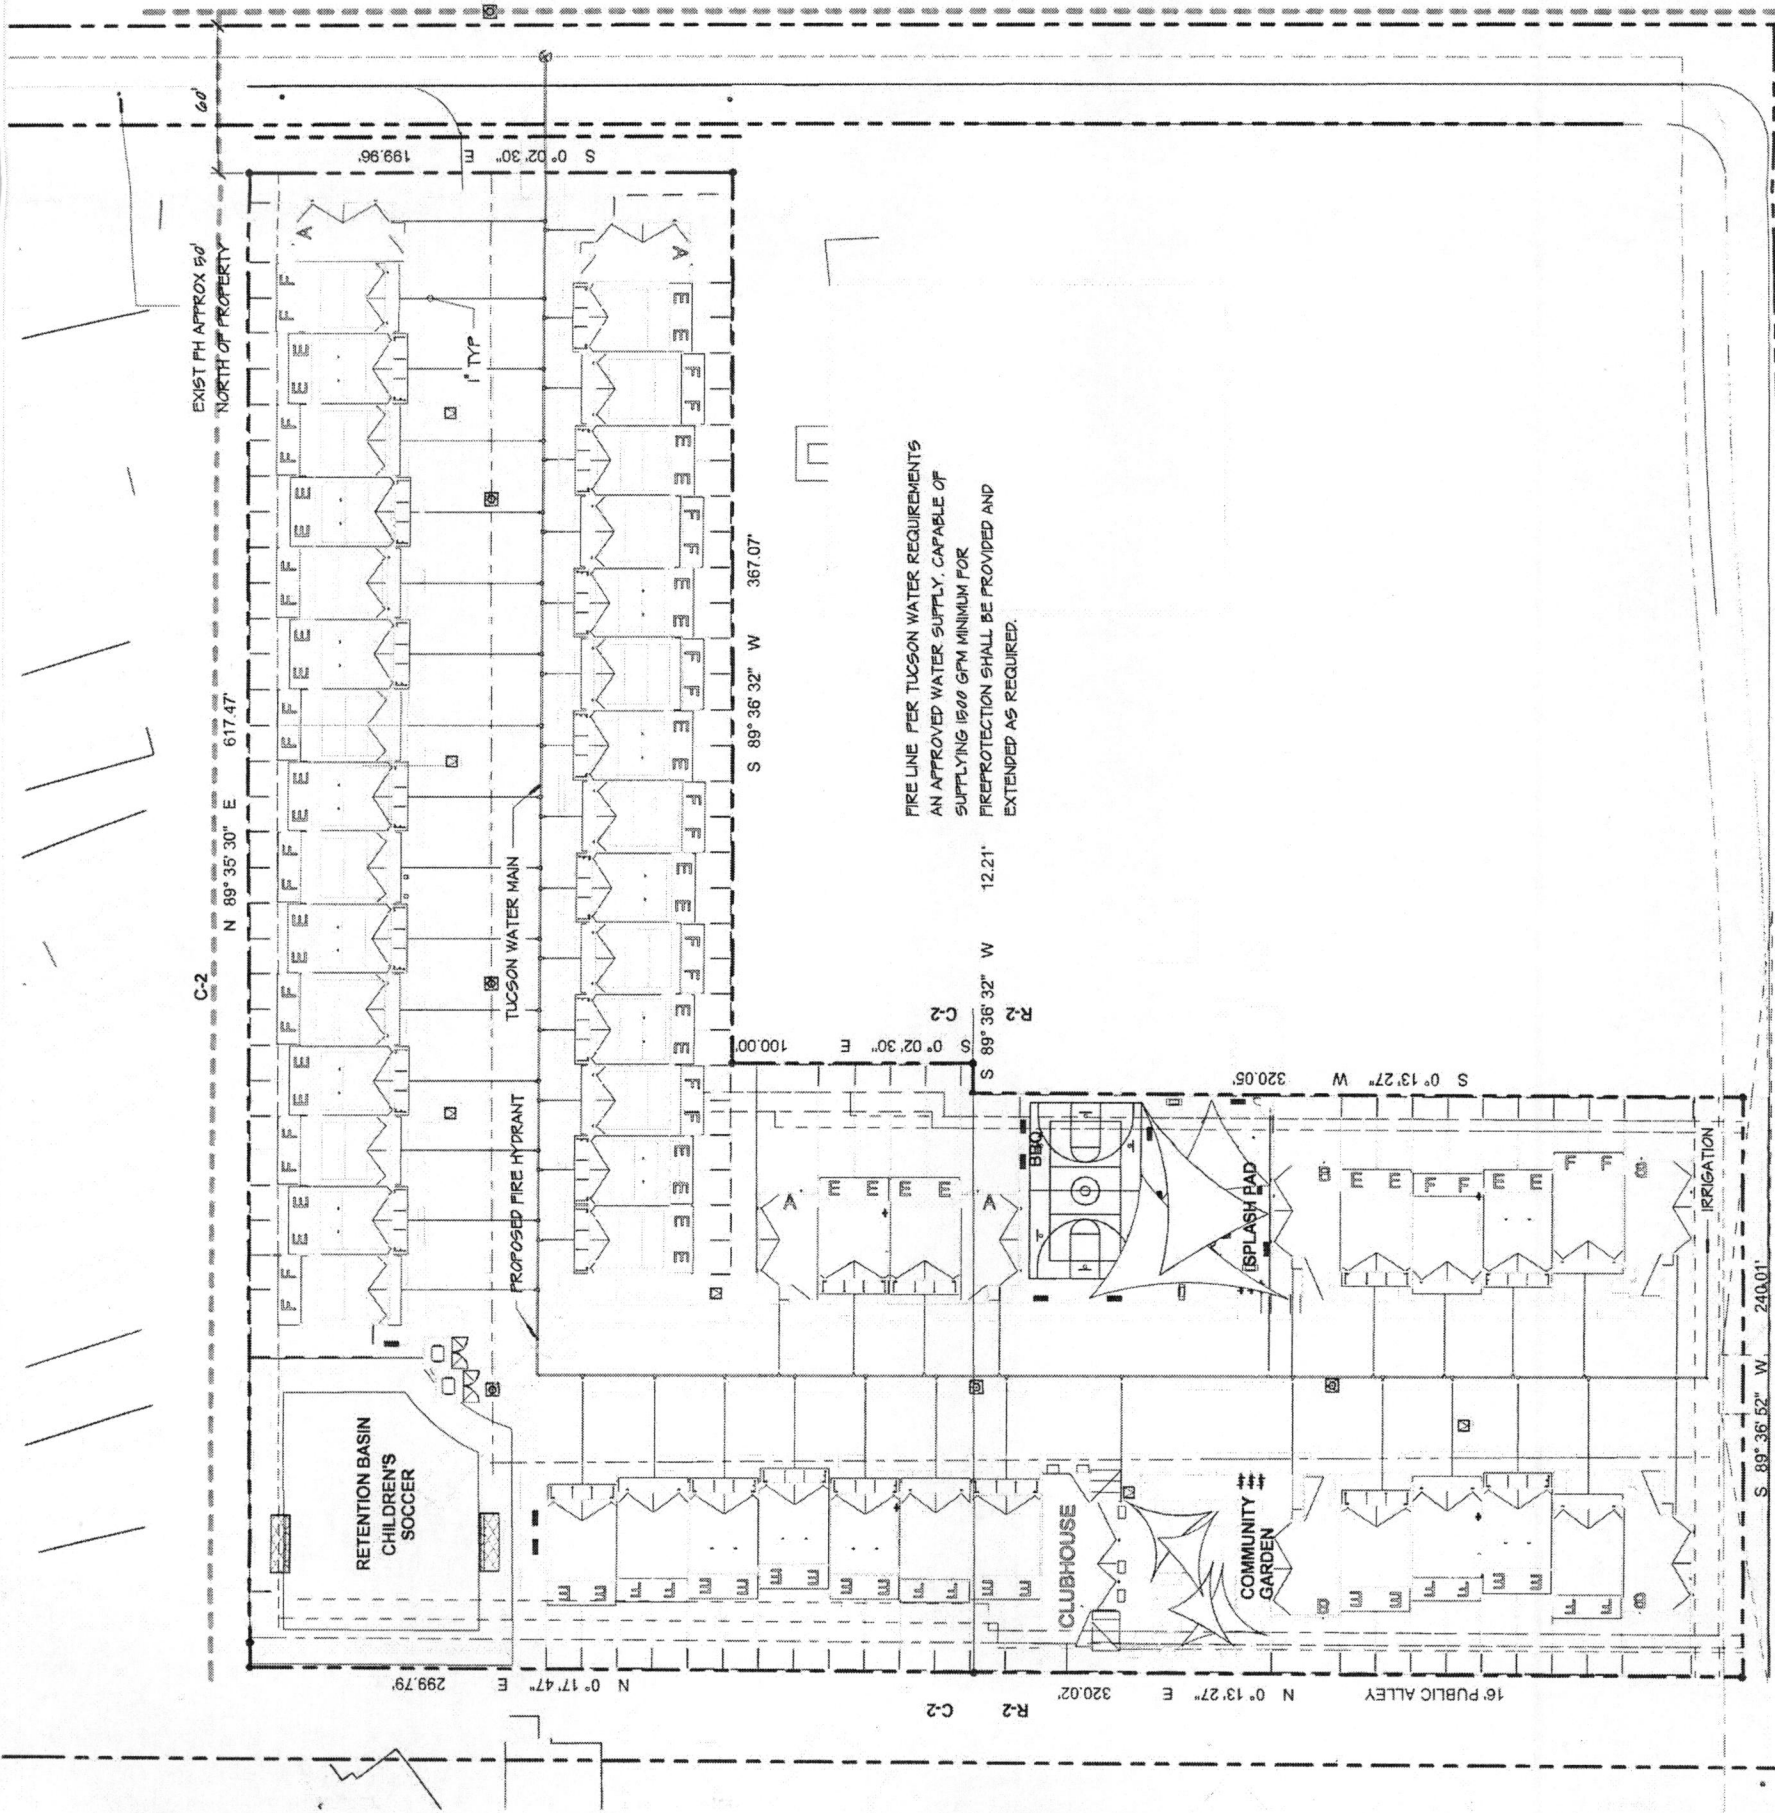 C-2
N 89° 35' 30" E 617.47'
EXIST FH APPROX 50'
NORTH OF PROPERTY
60'
S 0° 02' 30" E 199.96'
F F
E E
F F
E E
F F
E E
F F
E E
F F
E E
F F
E E
F F
E E
F F
A
1" TYP
TUCSON WATER MAIN
PROPOSED FIRE HYDRANT
E E
E E
F F
E E
F F
E E
F F
E E
F F
E E
F F
E E
F F
E E
A
S 89° 36' 32" W 367.07'
FIRE LINE PER TUCSON WATER REQUIREMENTS
AN APPROVED WATER SUPPLY, CAPABLE OF
SUPPLYING 1500 GPM MINIMUM FOR
FIREPROTECTION SHALL BE PROVIDED AND
EXTENDED AS REQUIRED.
S 0° 02' 30" E 100.00'
C-2
R-2
S 89° 36' 32" W 12.21'
RETENTION BASIN
CHILDREN'S
SOCCER
A
E E
E E
A
BBQ
SPLASH PAD
S 0° 13' 27" W 320.05'
B
E E
F F
E E
F F
B
IRRIGATION
E E
F F
E E
E E
E E
F F
E E
CLUBHOUSE
COMMUNITY
GARDEN
B
E E
F F
E E
F F
B
N 0° 17' 47" E 299.79'
C-2
R-2
N 0° 13' 27" E 320.02'
16' PUBLIC ALLEY
S 89° 36' 52" W 240.01'